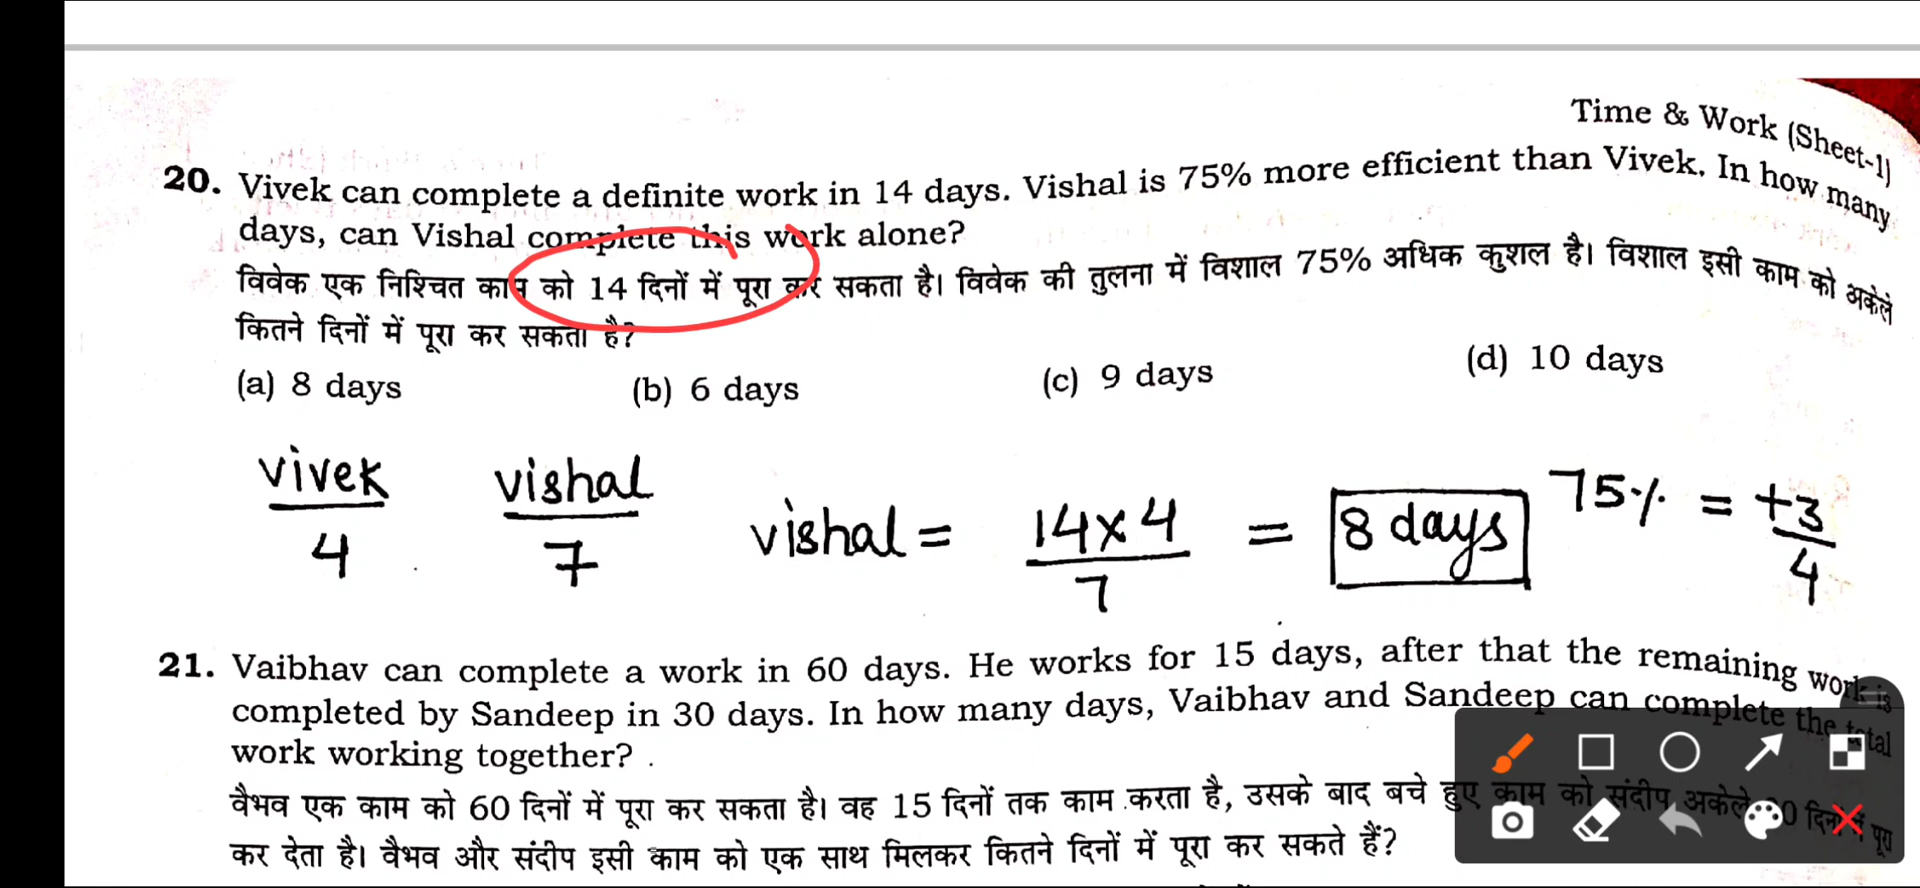 Time & Work (Sheet-1)
20. Vivek can complete a definite work in 14 days. Vishal is 75% more efficient than Vivek. In how many
days, can Vishal complete this work alone?
विवेक एक निश्चित काम को 14 दिनों में पूरा कर सकता है। विवेक की तुलना में विशाल 75% अधिक कुशल है। विशाल इसी काम को अकेले
कितने दिनों में पूरा कर सकता है?
(a) 8 days (b) 6 days (c) 9 days (d) 10 days
vivek vishal vishal = 14×4 = 8 days 75% = +3
4 7 7 4
21. Vaibhav can complete a work in 60 days. He works for 15 days, after that the remaining work is
completed by Sandeep in 30 days. In how many days, Vaibhav and Sandeep can complete the total
work working together?
वैभव एक काम को 60 दिनों में पूरा कर सकता है। वह 15 दिनों तक काम करता है, उसके बाद बचे हुए काम को संदीप अकेले 30 दिनों में पूरा
कर देता है। वैभव और संदीप इसी काम को एक साथ मिलकर कितने दिनों में पूरा कर सकते हैं?